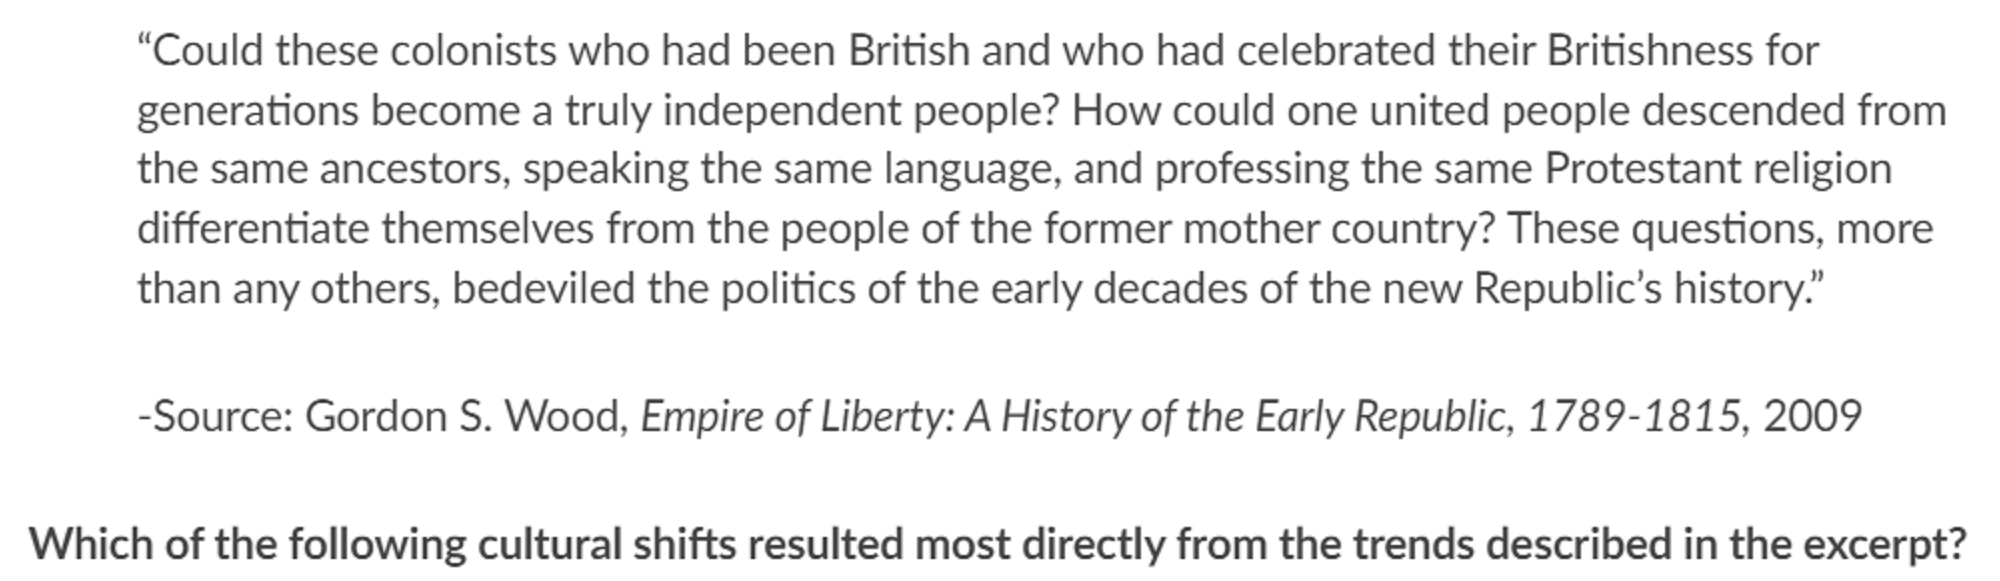 “Could these colonists who had been British and who had celebrated their Britishness for
generations become a truly independent people? How could one united people descended from
the same ancestors, speaking the same language, and professing the same Protestant religion
differentiate themselves from the people of the former mother country? These questions, more
than any others, bedeviled the politics of the early decades of the new Republic’s history.”
-Source: Gordon S. Wood, Empire of Liberty: A History of the Early Republic, 1789-1815, 2009
Which of the following cultural shifts resulted most directly from the trends described in the excerpt?